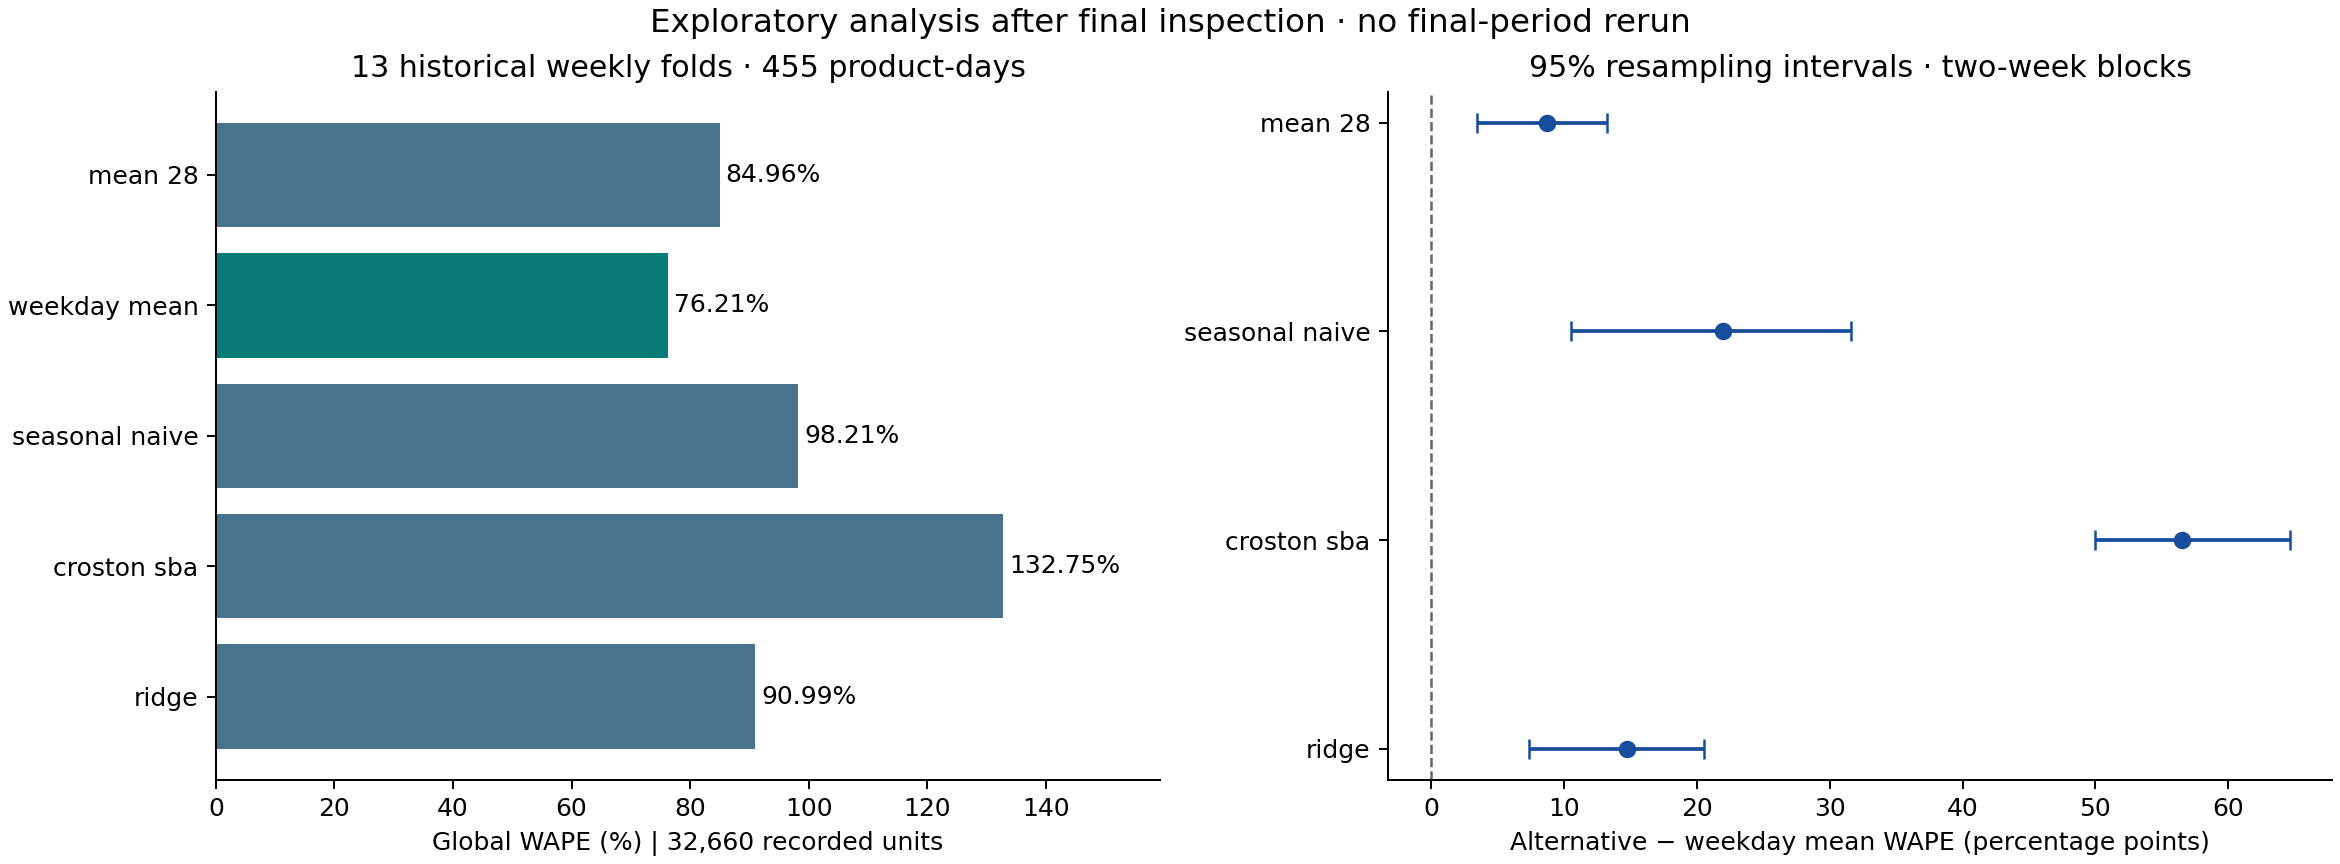 Exploratory analysis after final inspection · no final-period rerun
13 historical weekly folds · 455 product-days
mean 28
84.96%
weekday mean
76.21%
seasonal naive
98.21%
croston sba
132.75%
ridge
90.99%
0 20 40 60 80 100 120 140
Global WAPE (%) | 32,660 recorded units
95% resampling intervals · two-week blocks
mean 28
seasonal naive
croston sba
ridge
0 10 20 30 40 50 60
Alternative − weekday mean WAPE (percentage points)